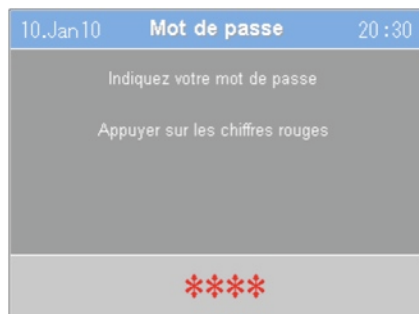 10.Jan10 Mot de passe 20:30
Indiquez votre mot de passe
Appuyer sur les chiffres rouges
****